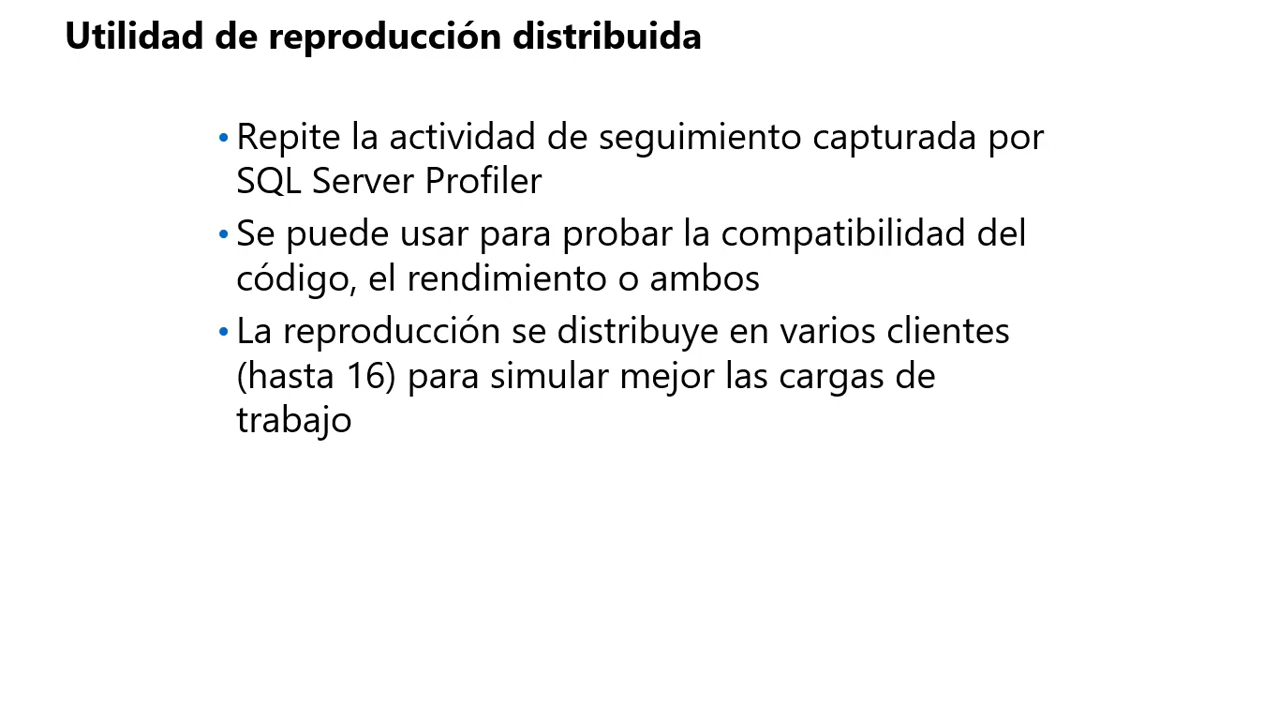 Utilidad de reproducción distribuida
• Repite la actividad de seguimiento capturada por
SQL Server Profiler
• Se puede usar para probar la compatibilidad del
código, el rendimiento o ambos
• La reproducción se distribuye en varios clientes
(hasta 16) para simular mejor las cargas de
trabajo